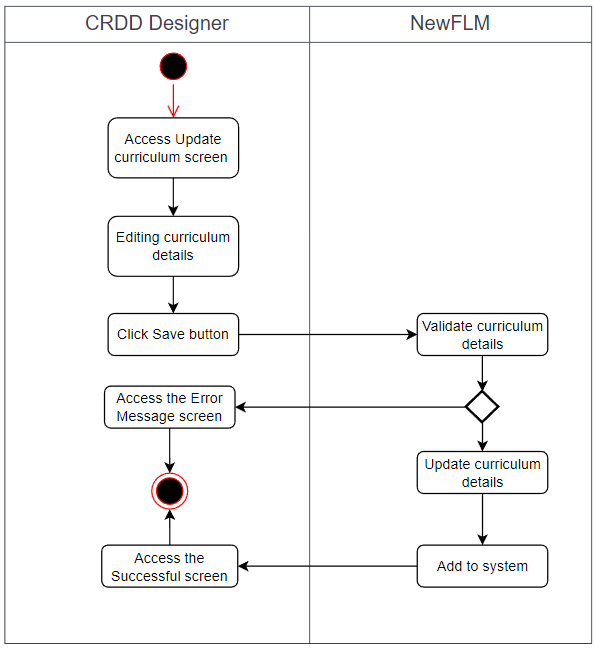 CRDD Designer
NewFLM
Access Update
curriculum screen
Editing curriculum
details
Click Save button
Validate curriculum
details
Access the Error
Message screen
Update curriculum
details
Access the
Successful screen
Add to system